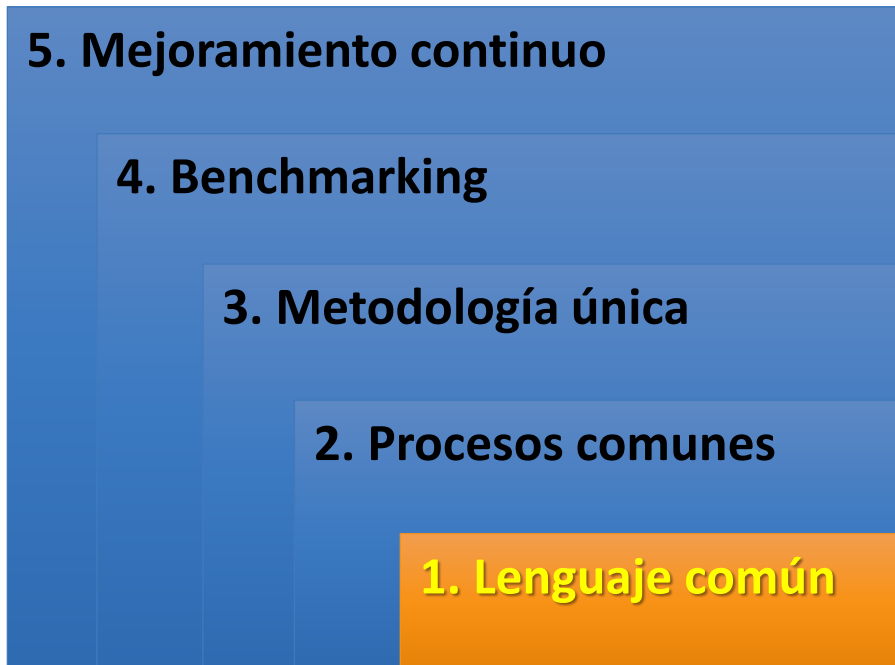 5. Mejoramiento continuo
4. Benchmarking
3. Metodología única
2. Procesos comunes
1. Lenguaje común